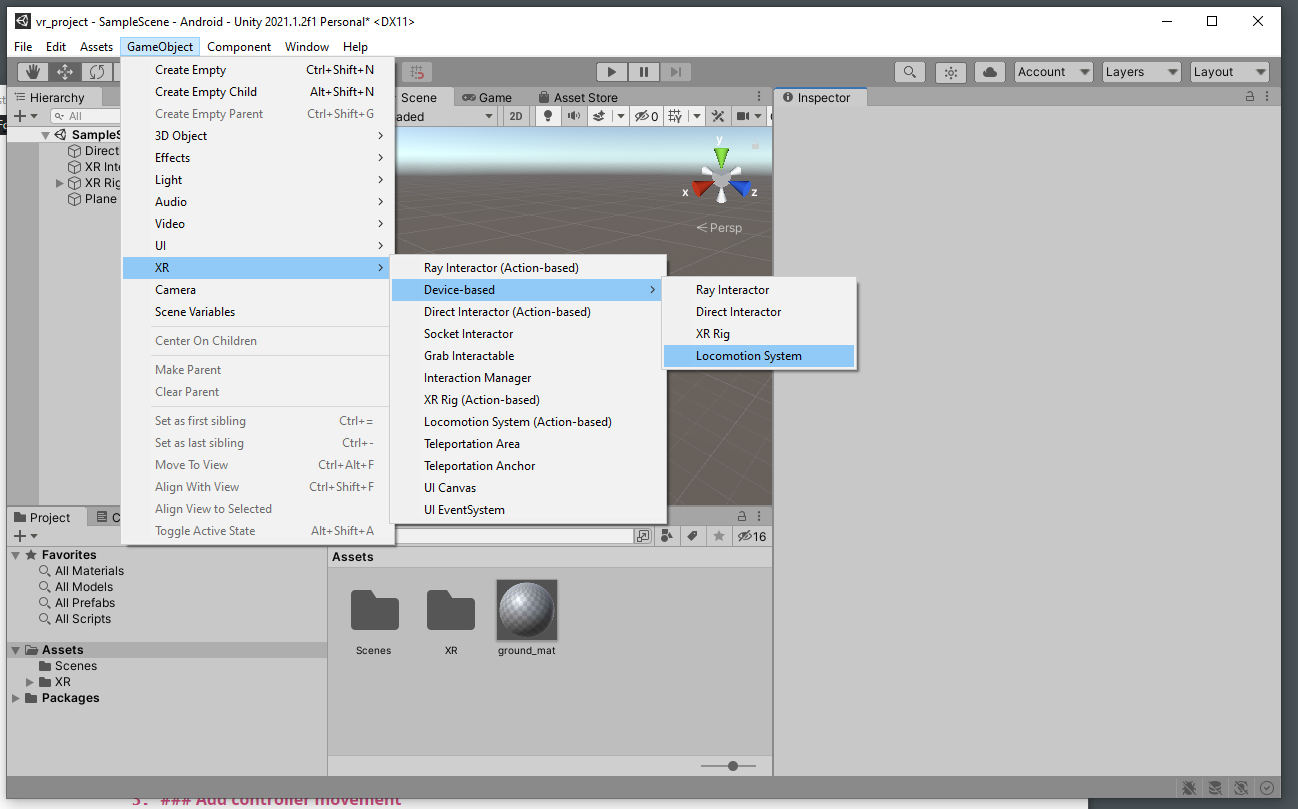 vr_project - SampleScene - Android - Unity 2021.1.2f1 Personal* <DX11>
File Edit Assets GameObject Component Window Help
Account Layers Layout
Hierarchy
All
SampleS
Direct
XR Inte
XR Rig
Plane
Create Empty Ctrl+Shift+N
Create Empty Child Alt+Shift+N
Create Empty Parent Ctrl+Shift+G
3D Object
Effects
Light
Audio
Video
UI
XR
Camera
Scene Variables
Center On Children
Make Parent
Clear Parent
Set as first sibling Ctrl+=
Set as last sibling Ctrl+-
Move To View Ctrl+Alt+F
Align With View Ctrl+Shift+F
Align View to Selected
Toggle Active State Alt+Shift+A
Ray Interactor (Action-based)
Device-based
Direct Interactor (Action-based)
Socket Interactor
Grab Interactable
Interaction Manager
XR Rig (Action-based)
Locomotion System (Action-based)
Teleportation Area
Teleportation Anchor
UI Canvas
UI EventSystem
Ray Interactor
Direct Interactor
XR Rig
Locomotion System
Scene Game Asset Store
aded 2D 0
y
x z
Persp
Inspector
Project C
16
Favorites
All Materials
All Models
All Prefabs
All Scripts
Assets
Scenes
XR
Packages
Assets
Scenes XR ground_mat
3. ### Add controller movement